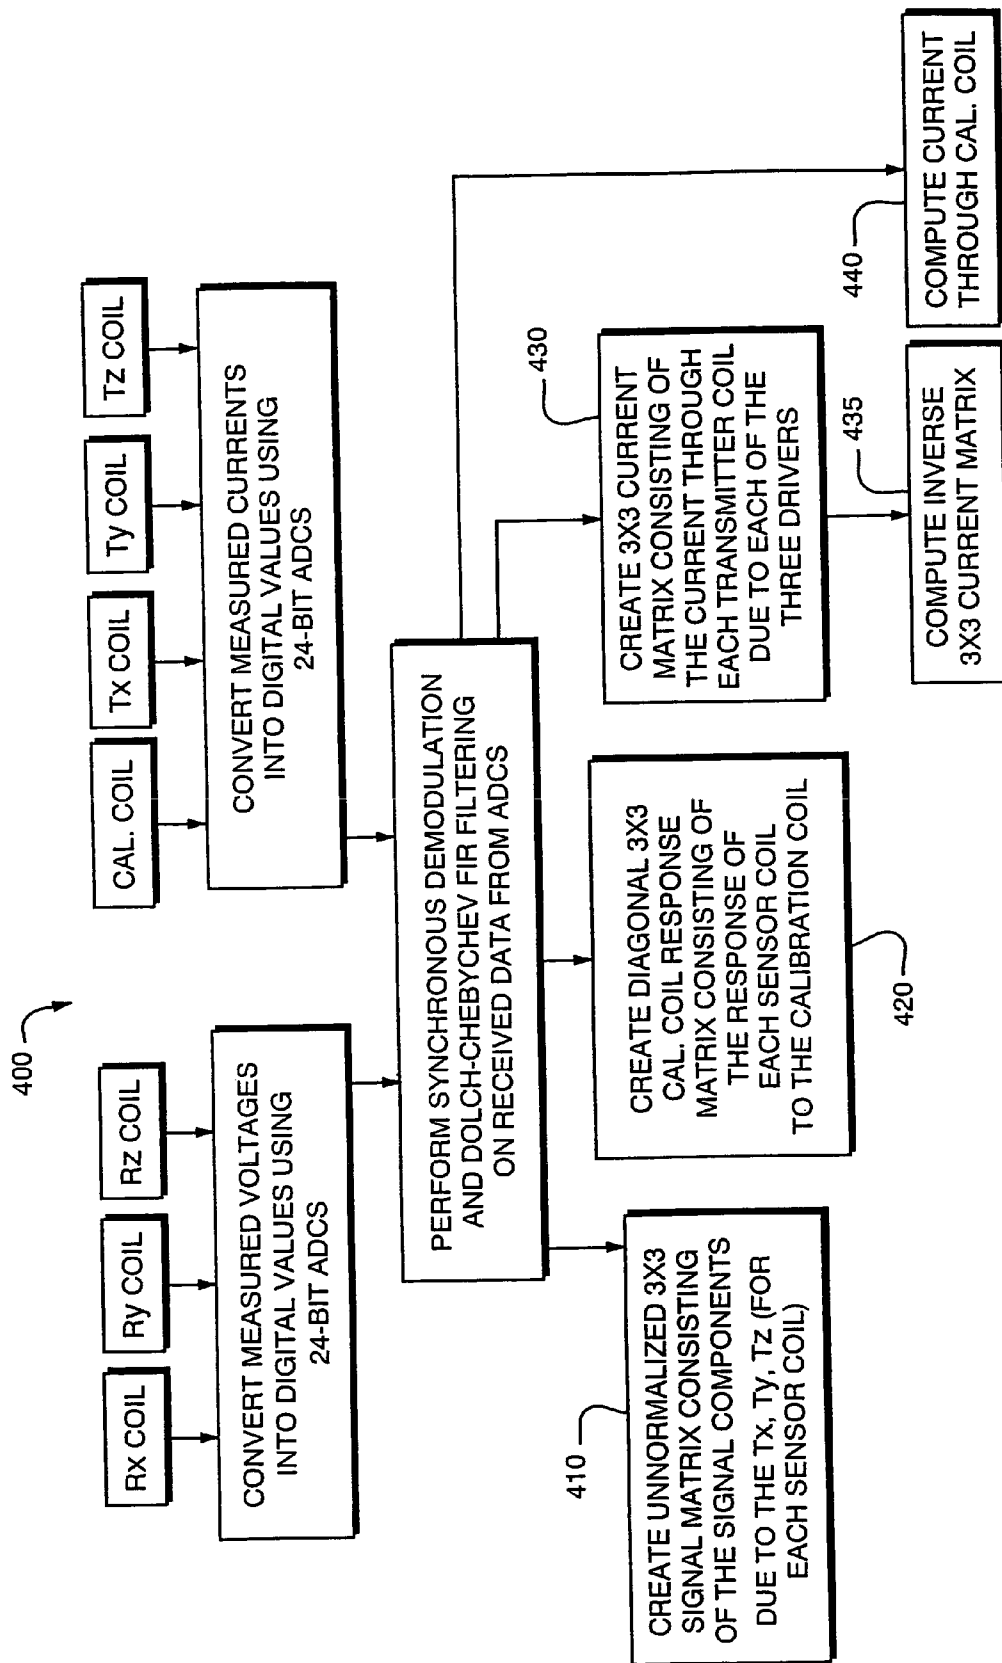 400
RX COIL
Ry COIL
Rz COIL
CAL. COIL
TX COIL
Ty COIL
Tz COIL
CONVERT MEASURED VOLTAGES
INTO DIGITAL VALUES USING
24-BIT ADCS
CONVERT MEASURED CURRENTS
INTO DIGITAL VALUES USING
24-BIT ADCS
PERFORM SYNCHRONOUS DEMODULATION
AND DOLCH-CHEBYCHEV FIR FILTERING
ON RECEIVED DATA FROM ADCS
410
CREATE UNNORMALIZED 3X3
SIGNAL MATRIX CONSISTING
OF THE SIGNAL COMPONENTS
DUE TO THE TX, Ty, Tz (FOR
EACH SENSOR COIL)
CREATE DIAGONAL 3X3
CAL. COIL RESPONSE
MATRIX CONSISTING OF
THE RESPONSE OF
EACH SENSOR COIL
TO THE CALIBRATION COIL
420
430
CREATE 3X3 CURRENT
MATRIX CONSISTING OF
THE CURRENT THROUGH
EACH TRANSMITTER COIL
DUE TO EACH OF THE
THREE DRIVERS
435
COMPUTE INVERSE
3X3 CURRENT MATRIX
440
COMPUTE CURRENT
THROUGH CAL. COIL